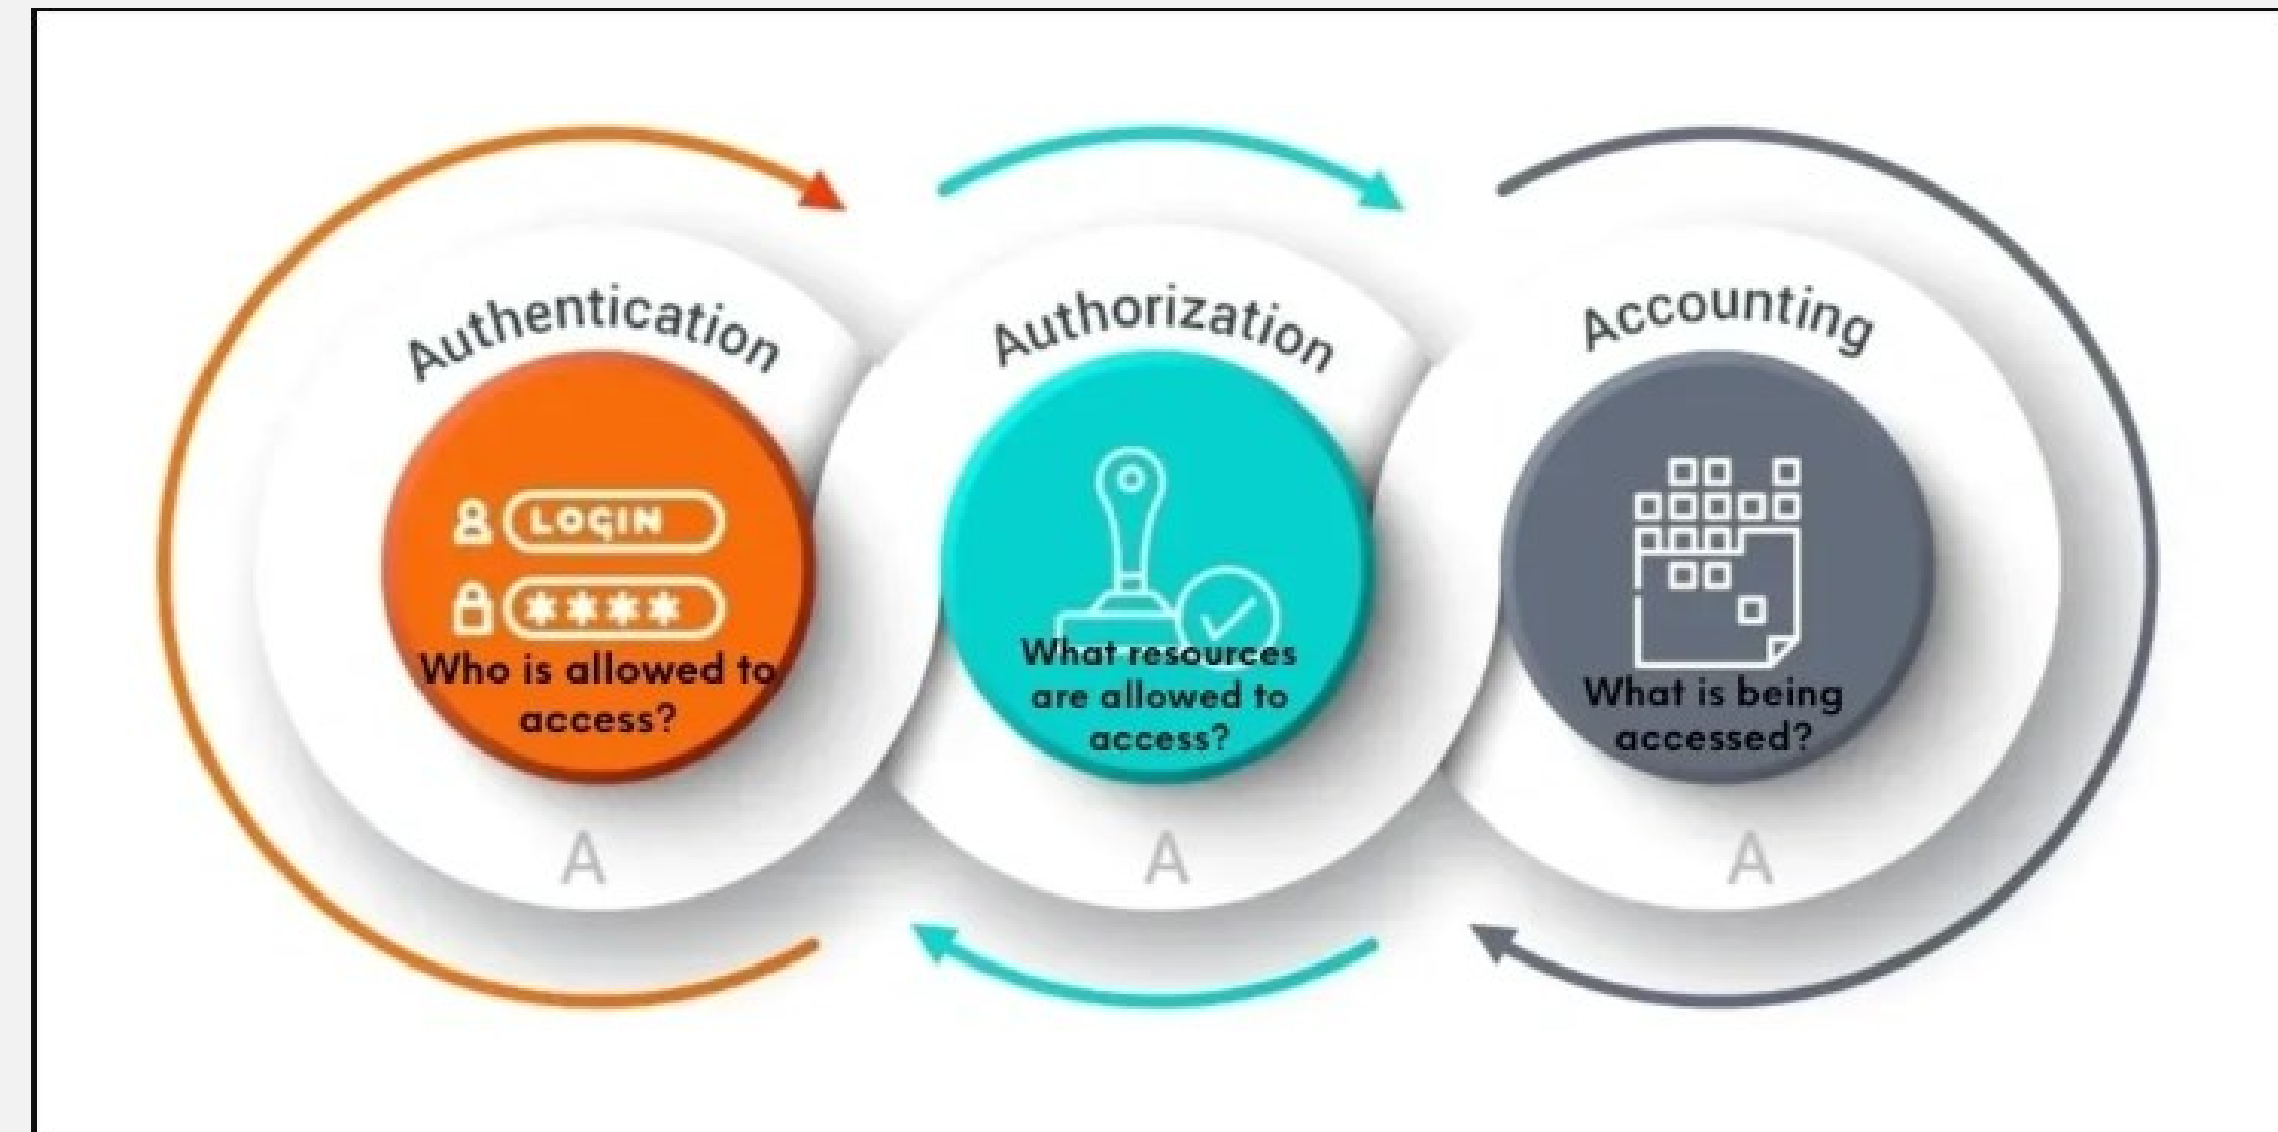 Authentication
LOGIN
****
Who is allowed to
access?
A
Authorization
What resources
are allowed to
access?
A
Accounting
What is being
accessed?
A